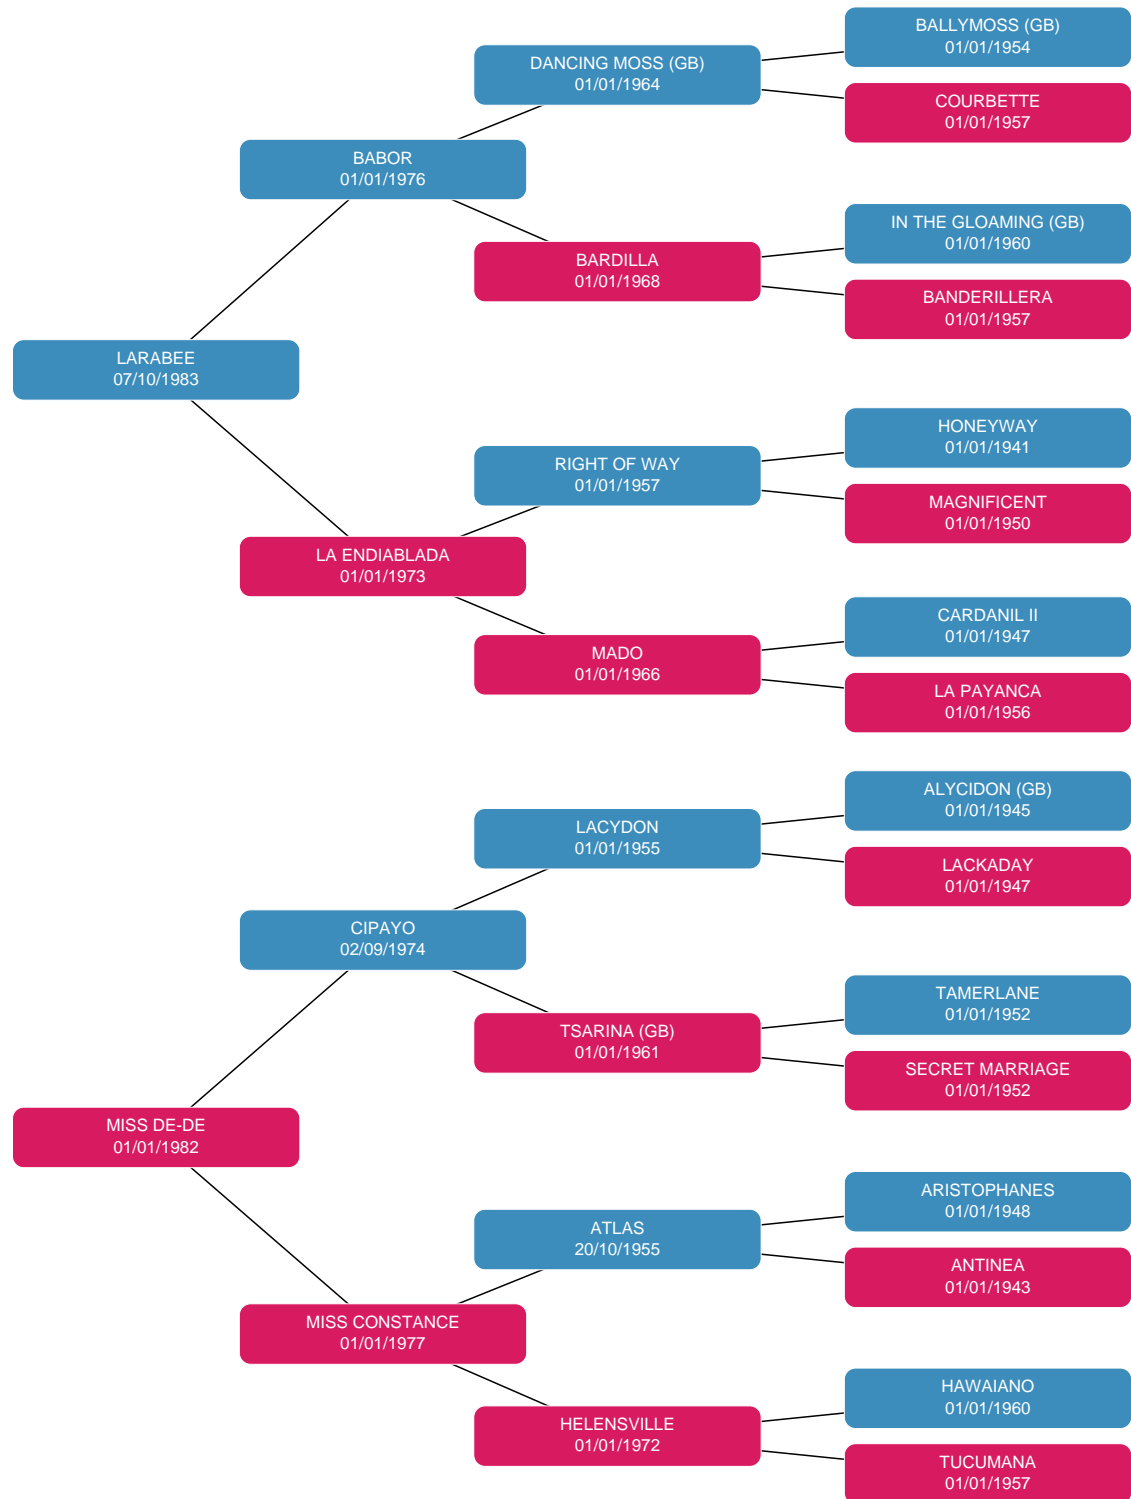 BALLYMOSS (GB)
01/01/1954
DANCING MOSS (GB)
01/01/1964
COURBETTE
01/01/1957
BABOR
01/01/1976
IN THE GLOAMING (GB)
01/01/1960
BARDILLA
01/01/1968
BANDERILLERA
01/01/1957
LARABEE
07/10/1983
HONEYWAY
01/01/1941
RIGHT OF WAY
01/01/1957
MAGNIFICENT
01/01/1950
LA ENDIABLADA
01/01/1973
CARDANIL II
01/01/1947
MADO
01/01/1966
LA PAYANCA
01/01/1956
ALYCIDON (GB)
01/01/1945
LACYDON
01/01/1955
LACKADAY
01/01/1947
CIPAYO
02/09/1974
TAMERLANE
01/01/1952
TSARINA (GB)
01/01/1961
SECRET MARRIAGE
01/01/1952
MISS DE-DE
01/01/1982
ARISTOPHANES
01/01/1948
ATLAS
20/10/1955
ANTINEA
01/01/1943
MISS CONSTANCE
01/01/1977
HAWAIANO
01/01/1960
HELENSVILLE
01/01/1972
TUCUMANA
01/01/1957